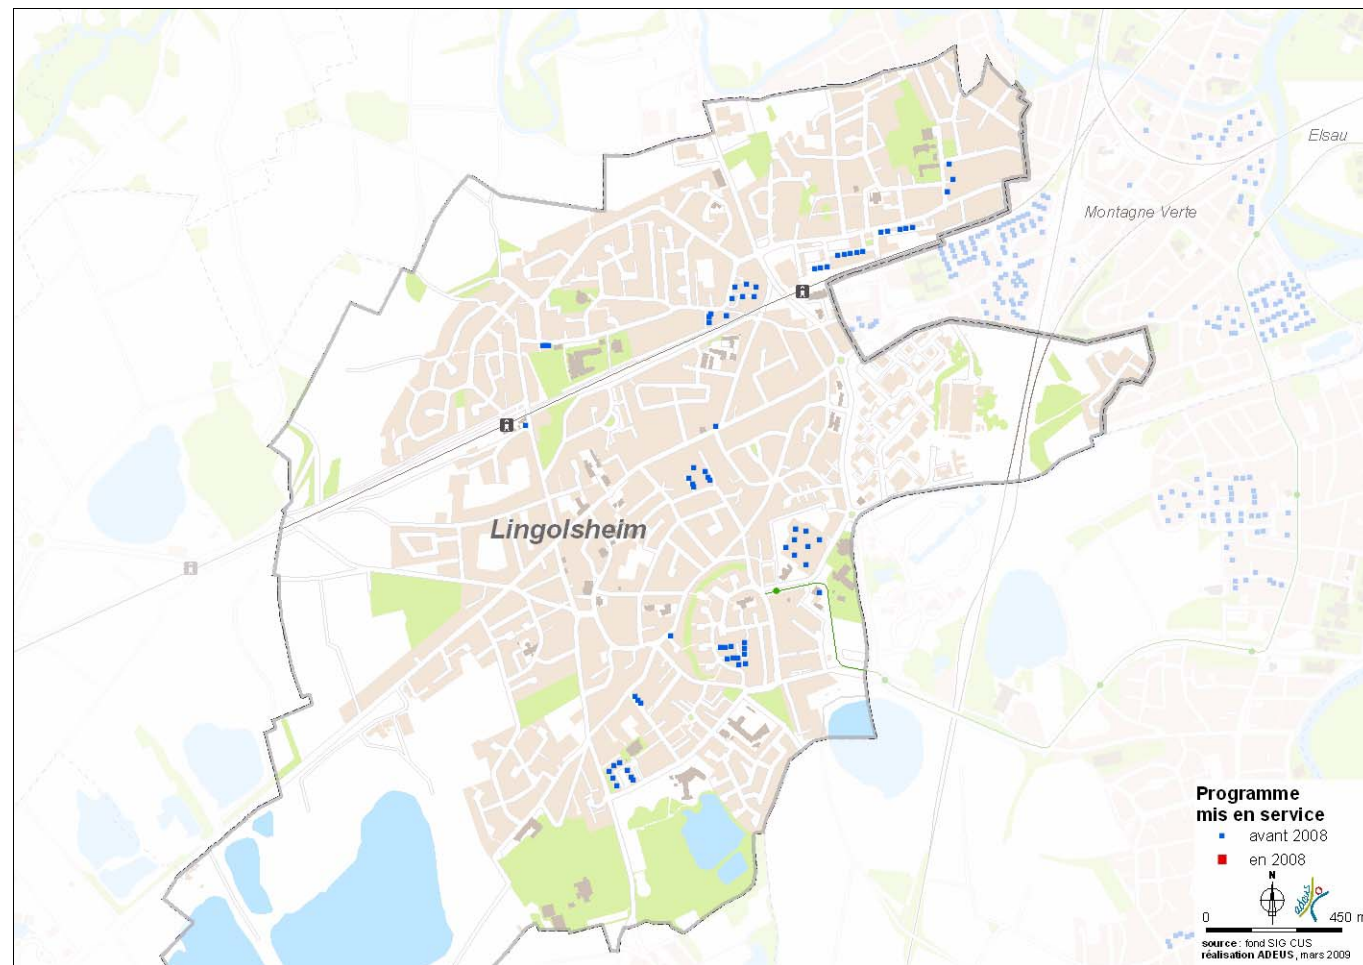 Elsau
Montagne Verte
Lingolsheim
Programme
mis en service
avant 2008
en 2008
N
adeus
0 450 m
source : fond SIG CUS
réalisation ADEUS, mars 2009